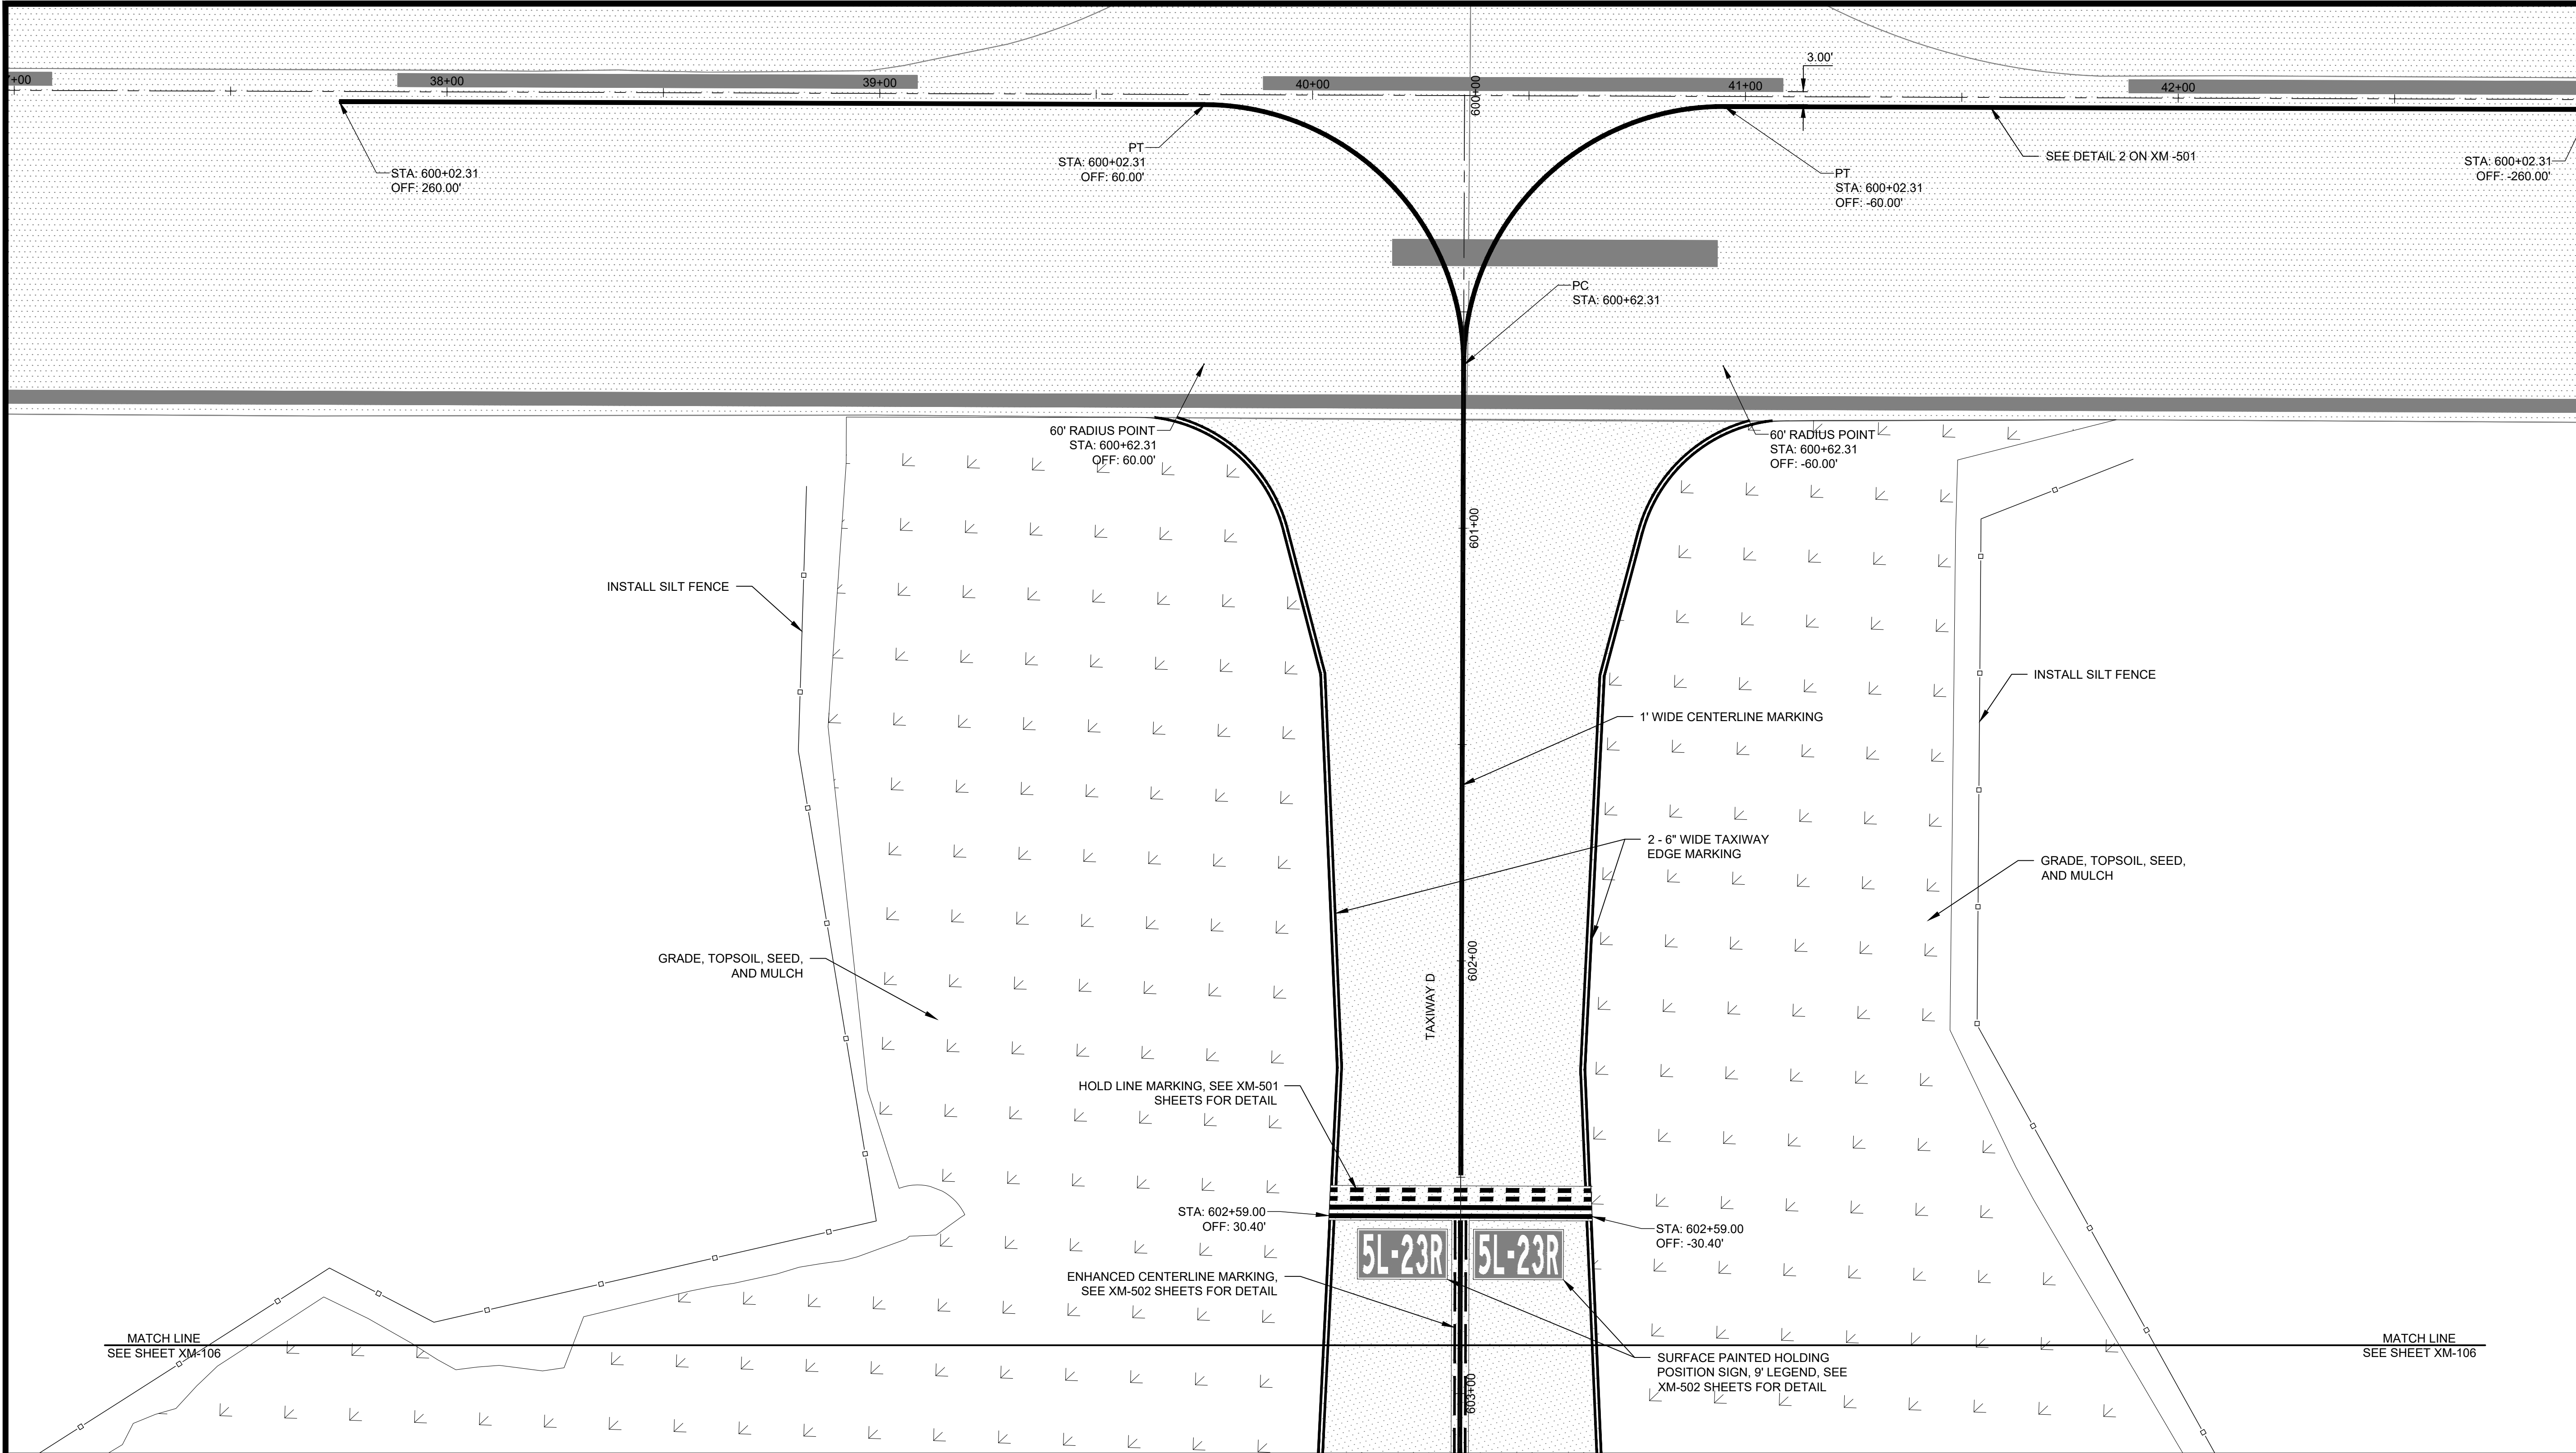 3.00'
7+00
38+00
39+00
40+00
600+00
41+00
42+00
STA: 600+02.31
OFF: 260.00'
PT
STA: 600+02.31
OFF: 60.00'
SEE DETAIL 2 ON XM -501
PT
STA: 600+02.31
OFF: -60.00'
STA: 600+02.31
OFF: -260.00'
PC
STA: 600+62.31
60' RADIUS POINT
STA: 600+62.31
OFF: 60.00'
60' RADIUS POINT
STA: 600+62.31
OFF: -60.00'
601+00
INSTALL SILT FENCE
INSTALL SILT FENCE
1' WIDE CENTERLINE MARKING
2 - 6" WIDE TAXIWAY
EDGE MARKING
GRADE, TOPSOIL, SEED,
AND MULCH
GRADE, TOPSOIL, SEED,
AND MULCH
602+00
TAXIWAY D
HOLD LINE MARKING, SEE XM-501
SHEETS FOR DETAIL
STA: 602+59.00
OFF: 30.40'
STA: 602+59.00
OFF: -30.40'
5L-23R
5L-23R
ENHANCED CENTERLINE MARKING,
SEE XM-502 SHEETS FOR DETAIL
MATCH LINE
SEE SHEET XM-106
MATCH LINE
SEE SHEET XM-106
SURFACE PAINTED HOLDING
POSITION SIGN, 9' LEGEND, SEE
XM-502 SHEETS FOR DETAIL
603+00